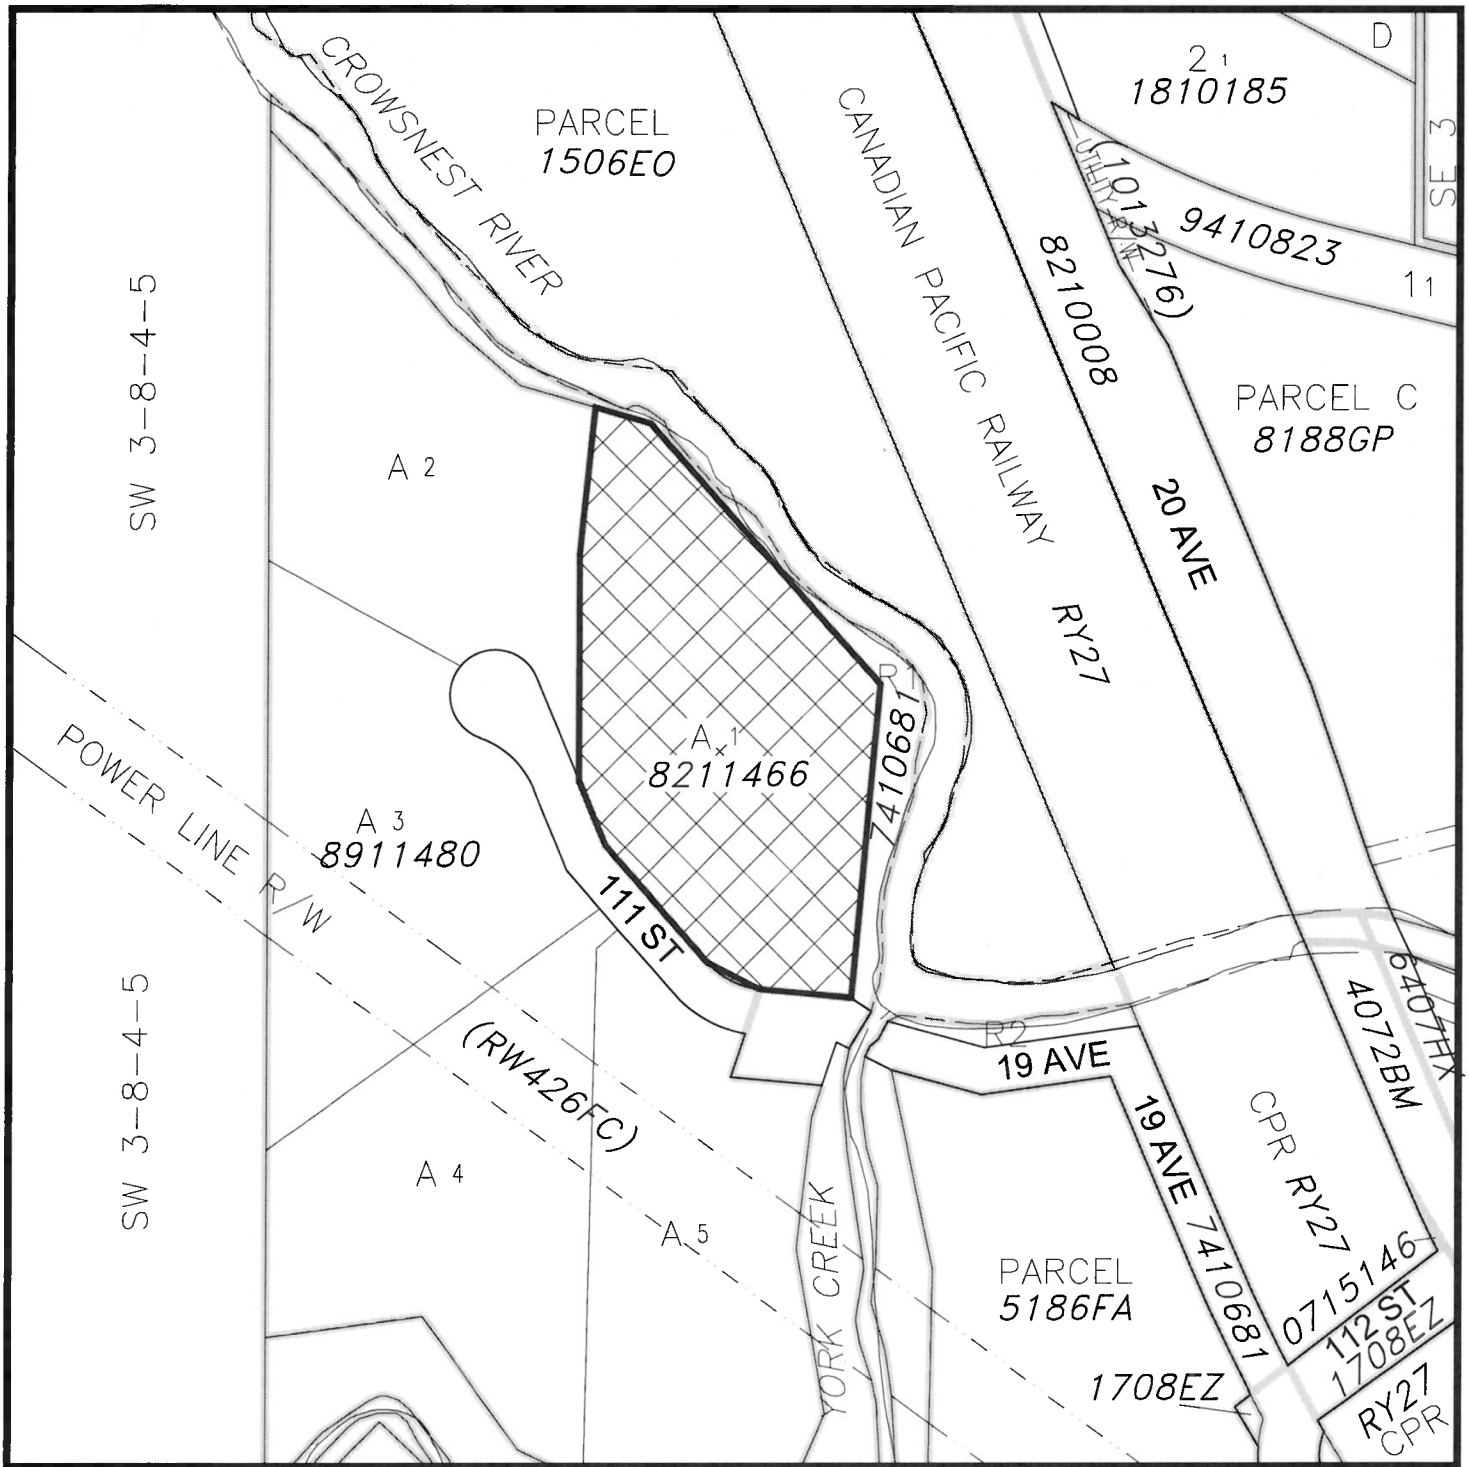 CROWSNEST RIVER
PARCEL
1506EO
CANADIAN PACIFIC RAILWAY RY27
2 1
1810185
D
SE 3
UTILITY R/W
(1013276)
9410823
1 1
8210008
PARCEL C
8188GP
20 AVE
SW 3-8-4-5
A 2
POWER LINE R/W
A 3
8911480
A 1
8211466
R1
7410681
111 ST
(RW426FC)
SW 3-8-4-5
A 4
A 5
YORK CREEK
R2
19 AVE
19 AVE 7410681
PARCEL
5186FA
1708EZ
CPR RY27
4072BM
6407HX
0715146
112 ST
1708EZ
RY27
CPR